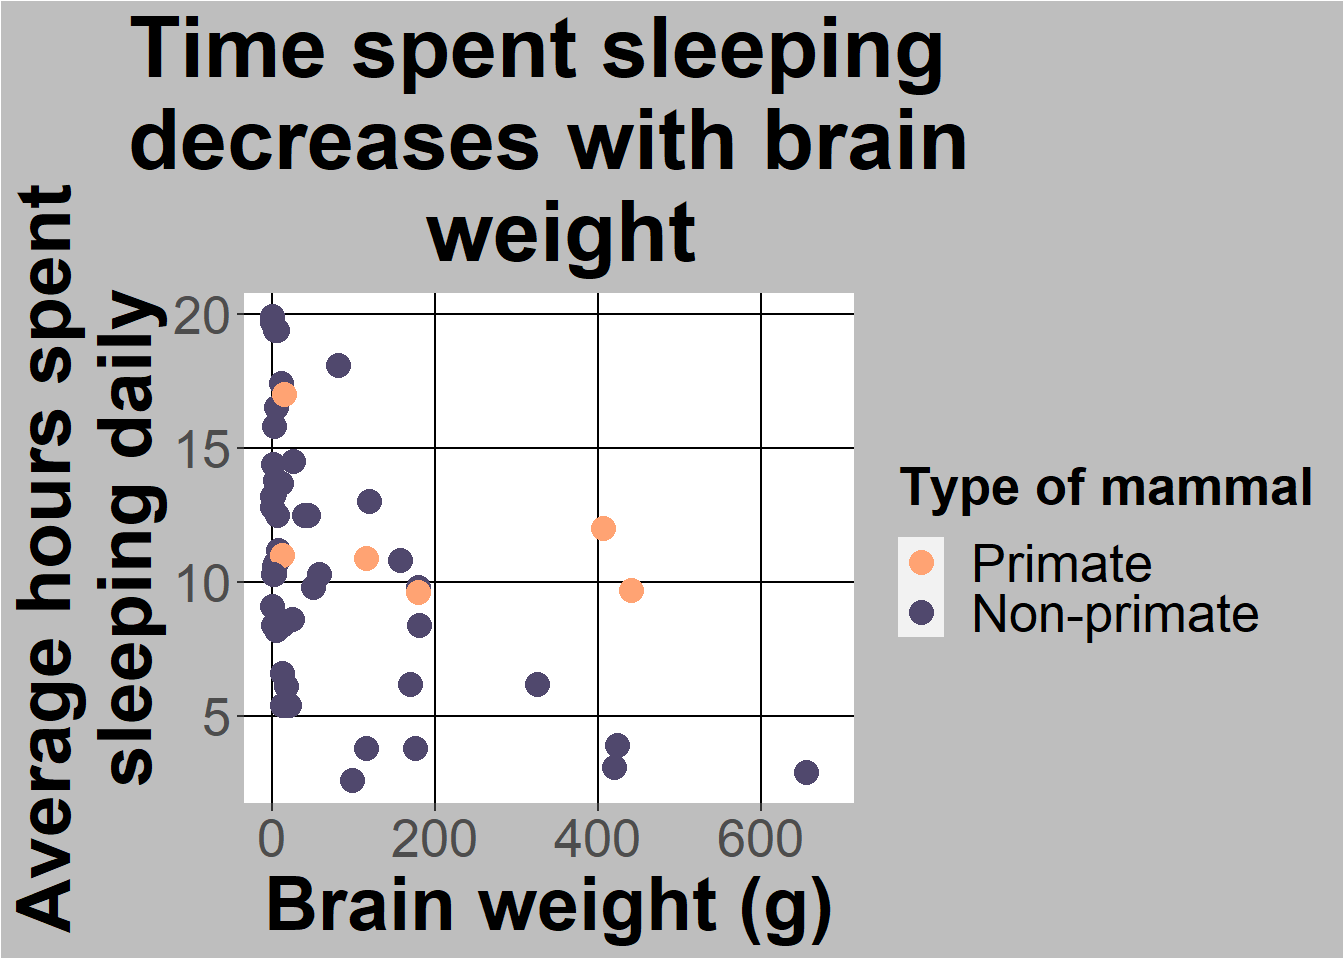 Time spent sleeping
decreases with brain
weight
Average hours spent
sleeping daily
20
15
10
5
0
200
400
600
Brain weight (g)
Type of mammal
Primate
Non-primate